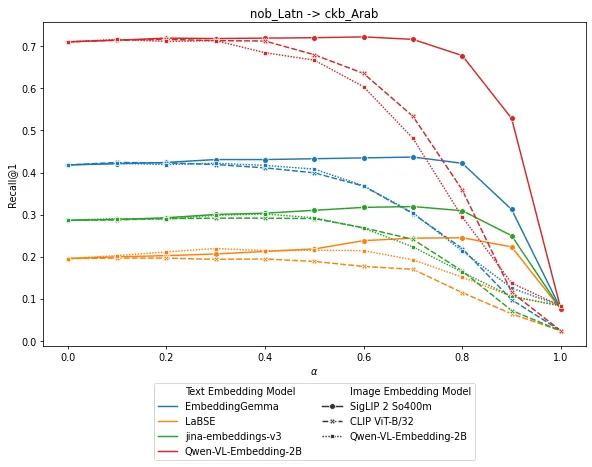 nob_Latn -> ckb_Arab
Recall@1
0.7
0.6
0.5
0.4
0.3
0.2
0.1
0.0
0.0 0.2 0.4 0.6 0.8 1.0
α
Text Embedding Model Image Embedding Model
EmbeddingGemma SigLIP 2 So400m
LaBSE CLIP ViT-B/32
jina-embeddings-v3 Qwen-VL-Embedding-2B
Qwen-VL-Embedding-2B